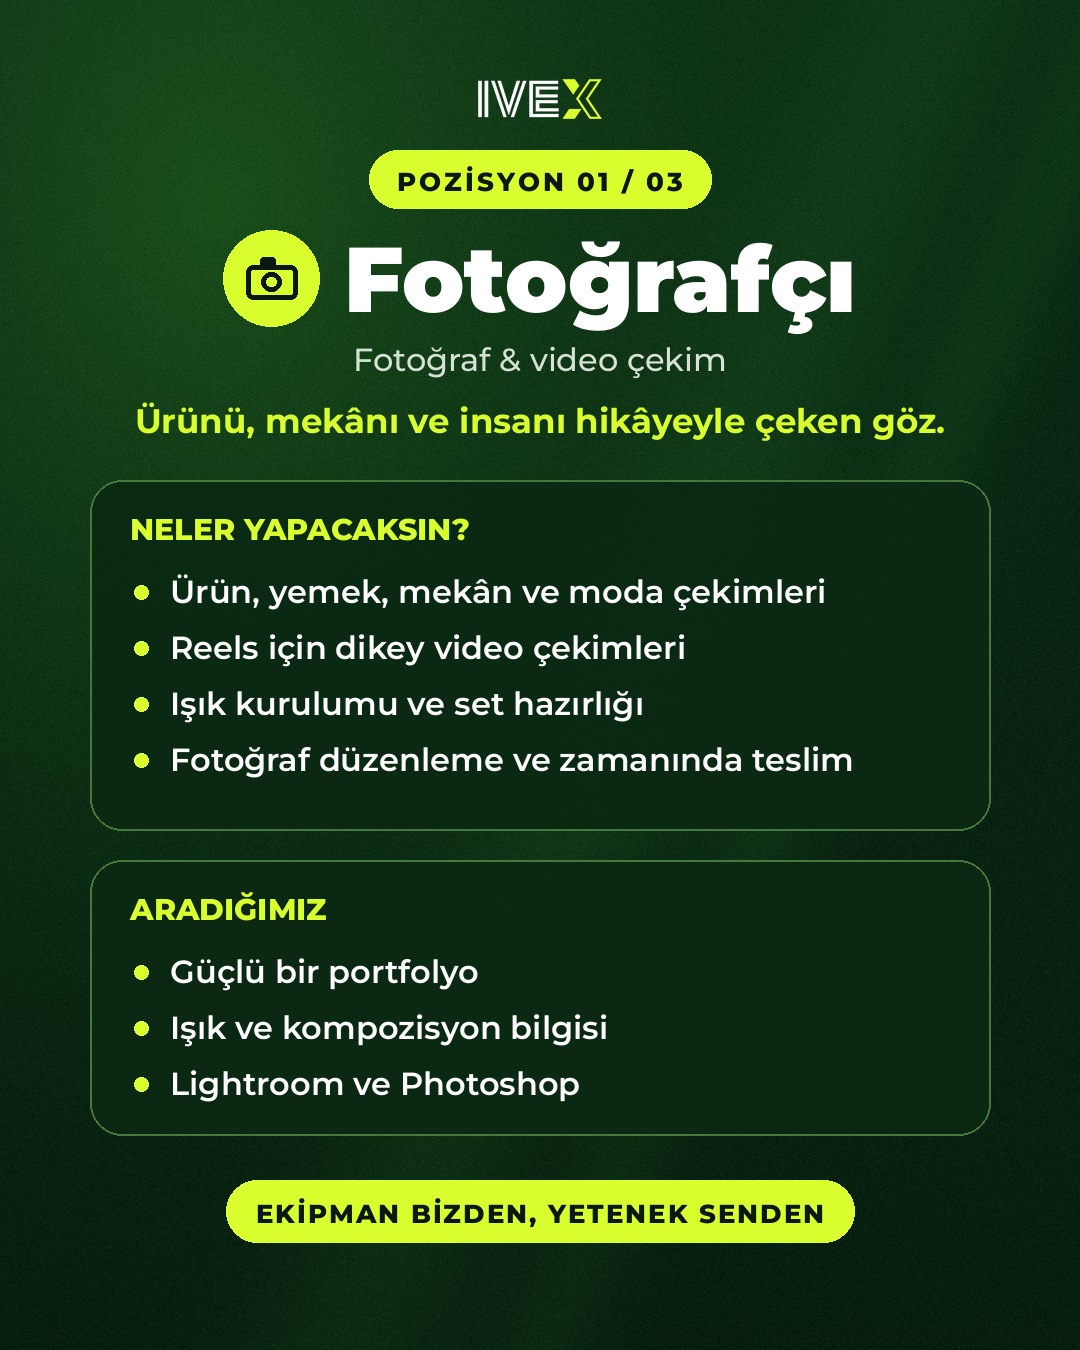 IVEX
POZİSYON 01 / 03
Fotoğrafçı
Fotoğraf & video çekim
Ürünü, mekânı ve insanı hikâyeyle çeken göz.
NELER YAPACAKSIN?
Ürün, yemek, mekân ve moda çekimleri
Reels için dikey video çekimleri
Işık kurulumu ve set hazırlığı
Fotoğraf düzenleme ve zamanında teslim
ARADIĞIMIZ
Güçlü bir portfolyo
Işık ve kompozisyon bilgisi
Lightroom ve Photoshop
EKİPMAN BİZDEN, YETENEK SENDEN